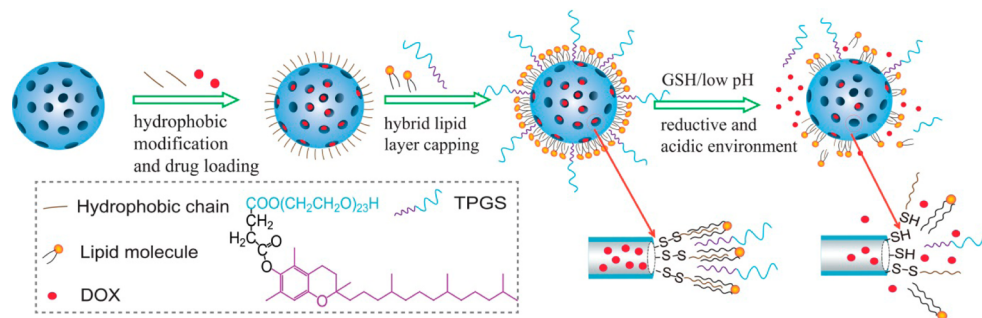 hydrophobic
modification
and drug loading
hybrid lipid
layer capping
GSH/low pH
reductive and
acidic environment
Hydrophobic chain
Lipid molecule
DOX
COO(CH₂CH₂O)₂₃H
CH₂
H₂C
O
O
Me
O
TPGS
S-S
S-S
S-S
SH
SH
SH
S-S